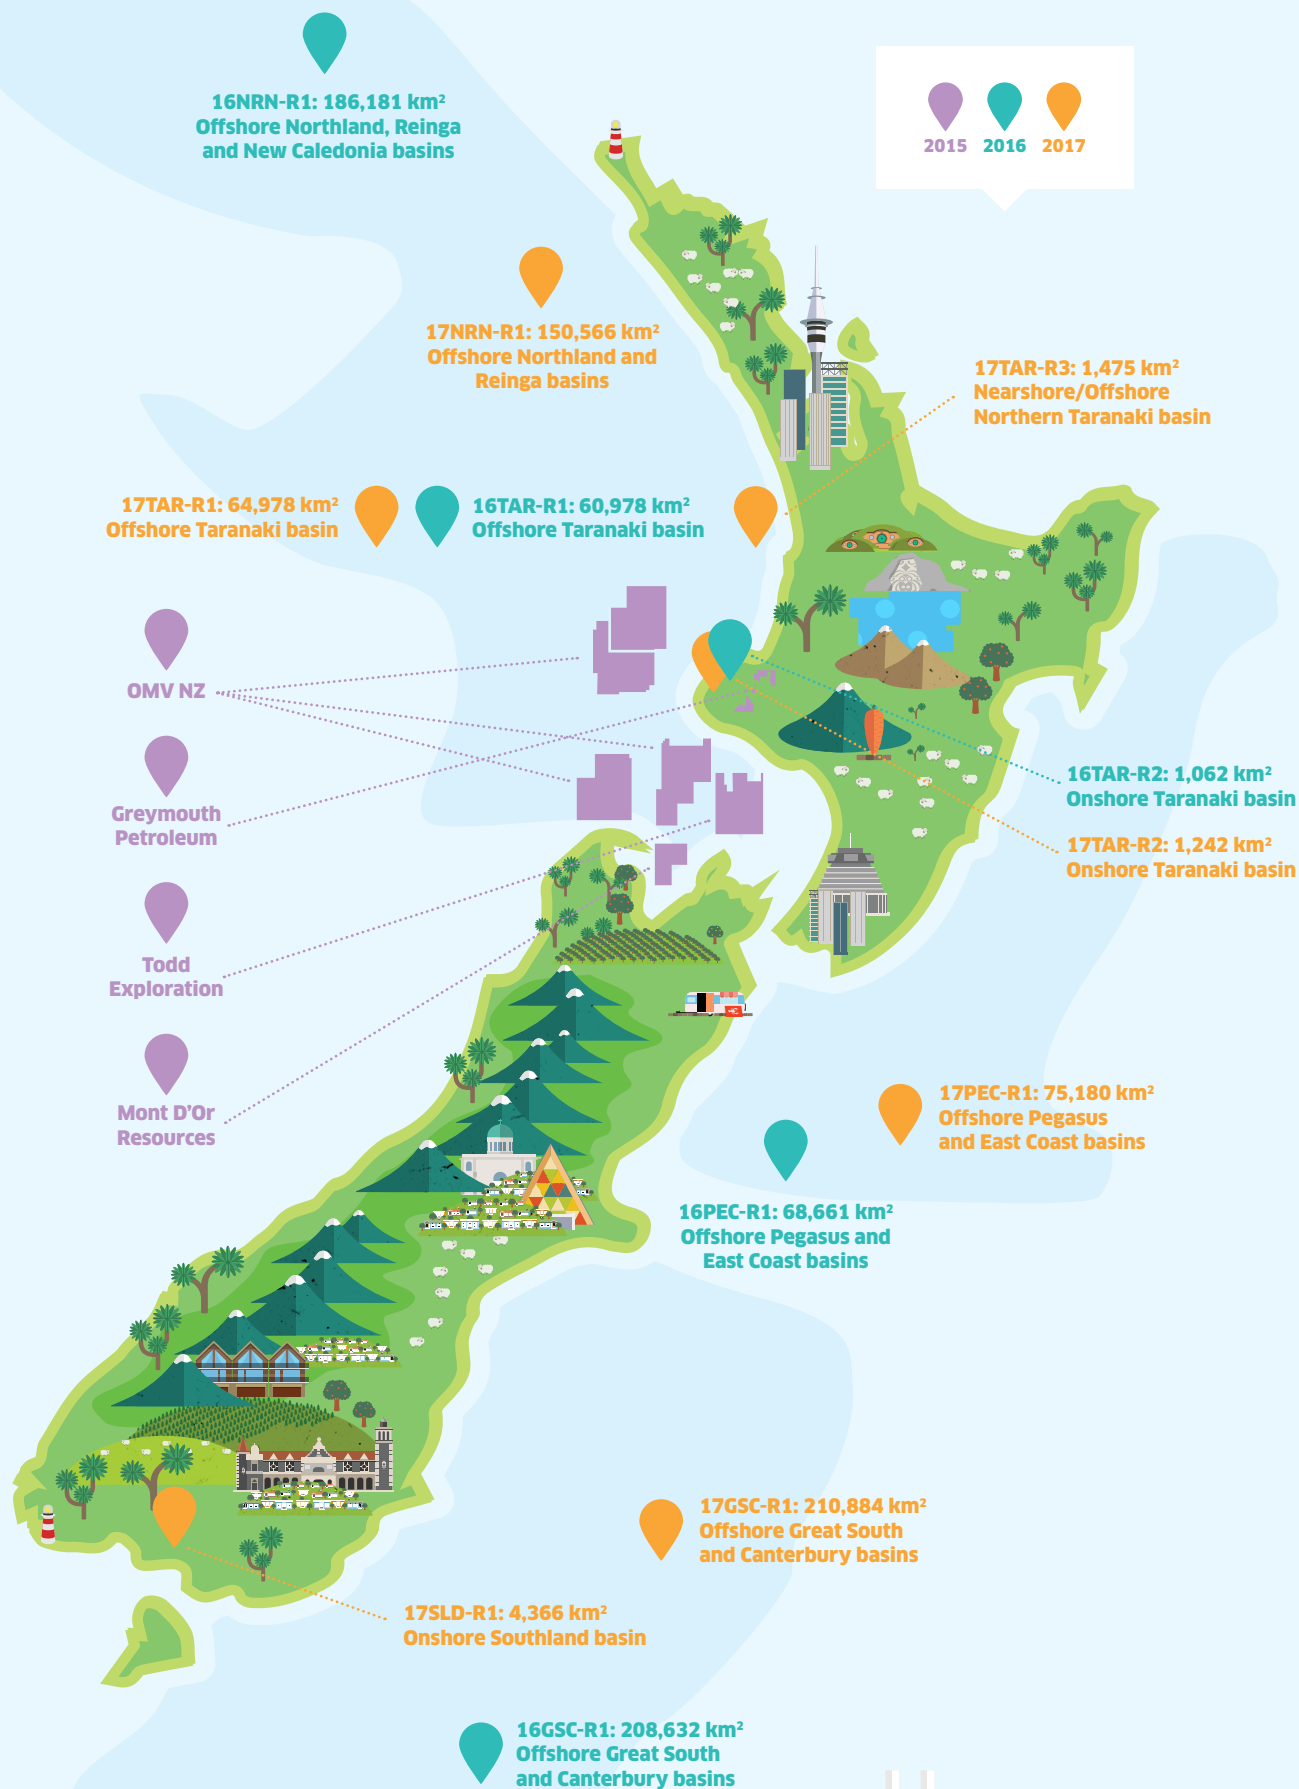 16NRN-R1: 186,181 km²
Offshore Northland, Reinga
and New Caledonia basins
2015
2016
2017
17NRN-R1: 150,566 km²
Offshore Northland and
Reinga basins
17TAR-R3: 1,475 km²
Nearshore/Offshore
Northern Taranaki basin
17TAR-R1: 64,978 km²
Offshore Taranaki basin
16TAR-R1: 60,978 km²
Offshore Taranaki basin
OMV NZ
Greymouth
Petroleum
16TAR-R2: 1,062 km²
Onshore Taranaki basin
17TAR-R2: 1,242 km²
Onshore Taranaki basin
Todd
Exploration
Mont D'Or
Resources
17PEC-R1: 75,180 km²
Offshore Pegasus
and East Coast basins
16PEC-R1: 68,661 km²
Offshore Pegasus and
East Coast basins
17GSC-R1: 210,884 km²
Offshore Great South
and Canterbury basins
17SLD-R1: 4,366 km²
Onshore Southland basin
16GSC-R1: 208,632 km²
Offshore Great South
and Canterbury basins